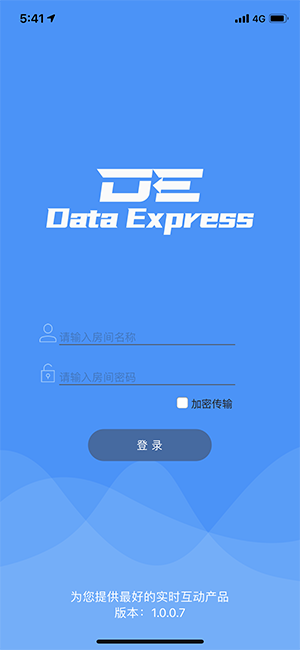 5:41
4G
DE
Data Express
请输入房间名称
请输入房间密码
加密传输
登录
为您提供最好的实时互动产品
版本：1.0.0.7